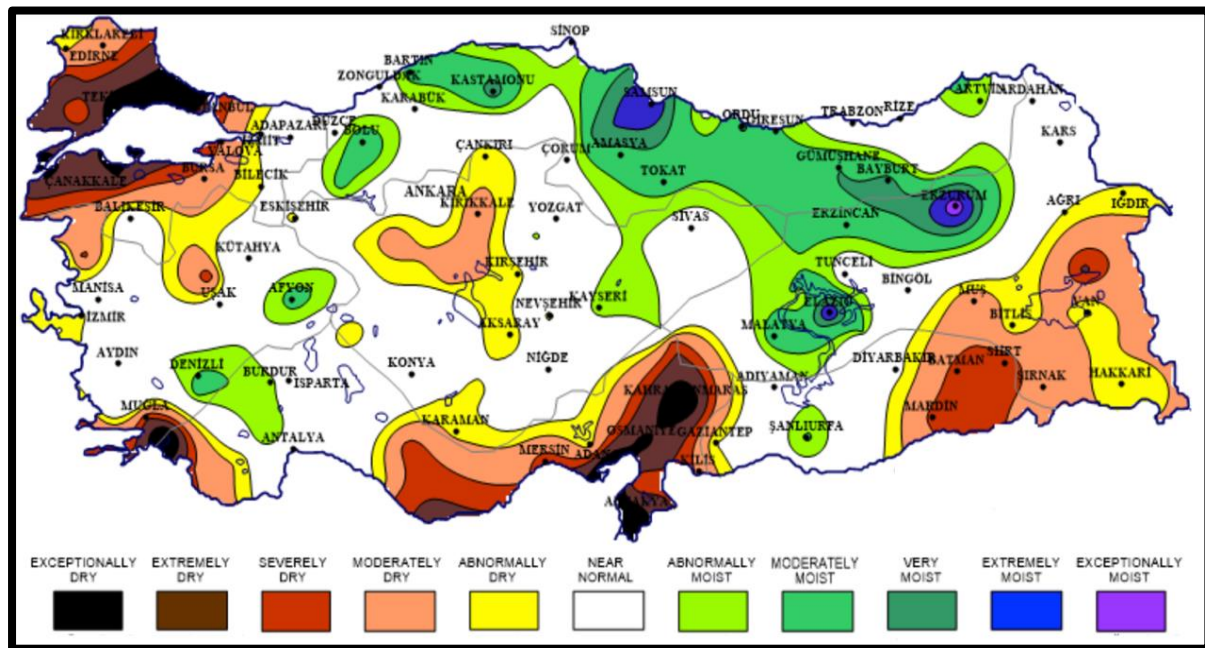 SİNOP
KIRKLARELİ
EDİRNE
BARTIN
ZONGULDAK
KASTAMONU
KARABÜK
SAMSUN
ARTVİN
ARDAHAN
ORDU
GİRESUN
TRABZON
RİZE
KARS
ADAPAZARI
DÜZCE
BOLU
YALOVA
BURSA
BİLECİK
ÇANKIRI
ÇORUM
AMASYA
TOKAT
GÜMÜŞHANE
BAYBURT
ERZURUM
ÇANAKKALE
BALIKESİR
ESKİŞEHİR
ANKARA
KIRIKKALE
YOZGAT
SİVAS
ERZİNCAN
AĞRI
IĞDIR
KÜTAHYA
KIRŞEHİR
TUNCELİ
BİNGÖL
MANİSA
UŞAK
AFYON
NEVŞEHİR
KAYSERİ
MUŞ
İZMİR
AKSARAY
MALATYA
ELAZIĞ
BİTLİS
VAN
AYDIN
DENİZLİ
BURDUR
ISPARTA
KONYA
NİĞDE
ADIYAMAN
DİYARBAKIR
BATMAN
SİİRT
ŞIRNAK
HAKKARİ
MUĞLA
ANTALYA
KARAMAN
MERSİN
OSMANİYE
GAZİANTEP
KİLİS
ŞANLIURFA
MARDİN
EXCEPTIONALLY
DRY
EXTREMELY
DRY
SEVERELY
DRY
MODERATELY
DRY
ABNORMALLY
DRY
NEAR
NORMAL
ABNORMALLY
MOIST
MODERATELY
MOIST
VERY
MOIST
EXTREMELY
MOIST
EXCEPTIONALLY
MOIST